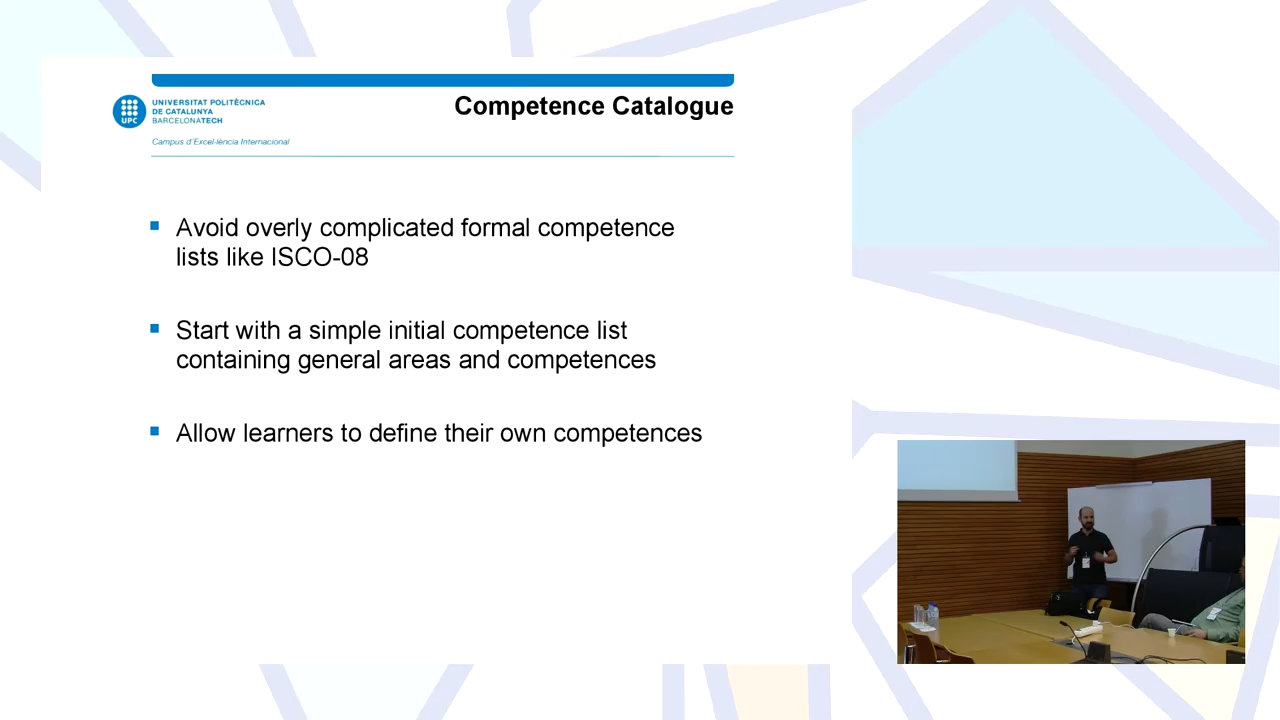 UNIVERSITAT POLITÈCNICA
DE CATALUNYA
BARCELONATECH
UPC
Campus d'Excel·lència Internacional
Competence Catalogue
Avoid overly complicated formal competence
lists like ISCO-08
Start with a simple initial competence list
containing general areas and competences
Allow learners to define their own competences